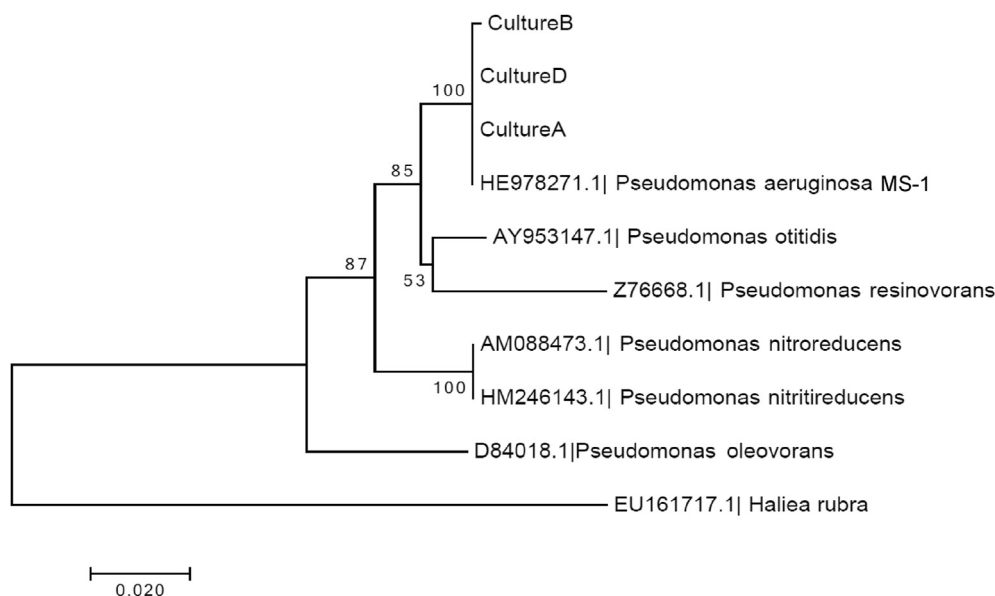 CultureB
CultureD
100
CultureA
85
HE978271.1| Pseudomonas aeruginosa MS-1
AY953147.1| Pseudomonas otitidis
87
53
Z76668.1| Pseudomonas resinovorans
AM088473.1| Pseudomonas nitroreducens
100
HM246143.1| Pseudomonas nitritireducens
D84018.1|Pseudomonas oleovorans
EU161717.1| Haliea rubra
0.020